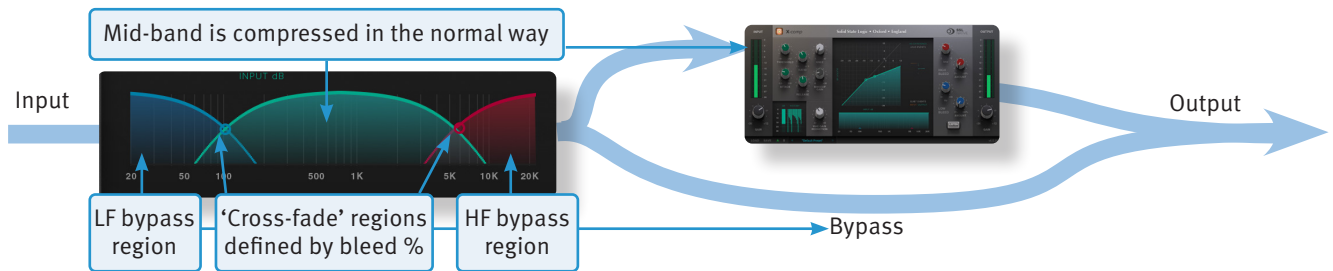 Mid-band is compressed in the normal way
Solid State Logic • Oxford • England
X-comp
INPUT dB
Input
Output
20 50 100 500 1K 5K 10K 20K
LF bypass
region
‘Cross-fade’ regions
defined by bleed %
HF bypass
region
Bypass